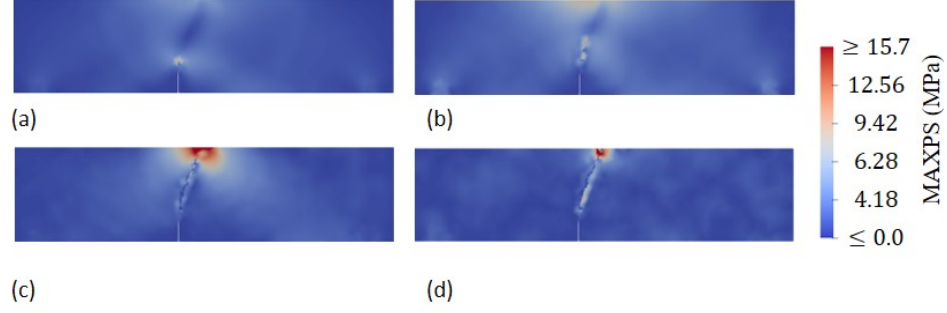 (a)
(b)
(c)
(d)
≥ 15.7
12.56
9.42
6.28
4.18
≤ 0.0
MAXPS (MPa)